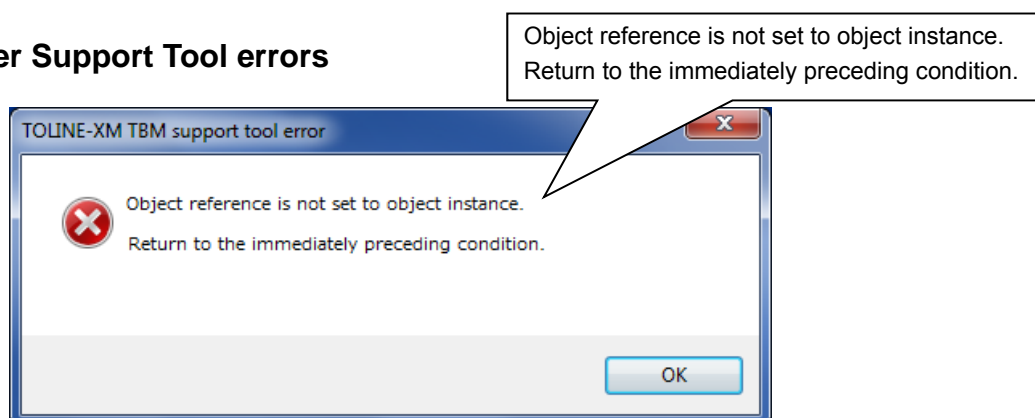 Object reference is not set to object instance.
Return to the immediately preceding condition.
er Support Tool errors
TOLINE-XM TBM support tool error
Object reference is not set to object instance.
Return to the immediately preceding condition.
OK